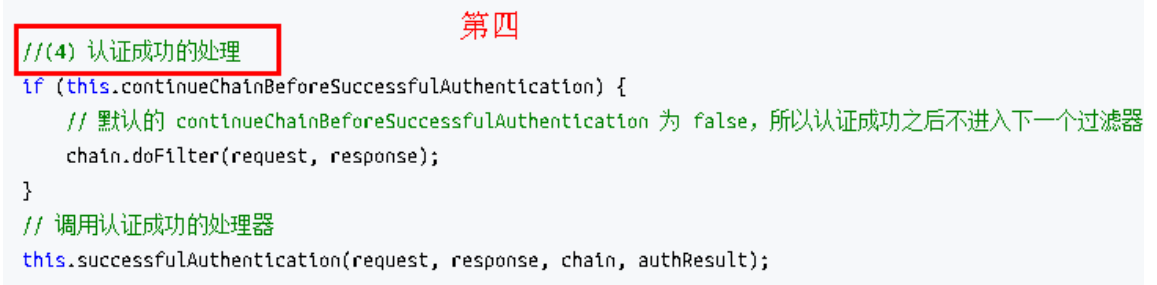 第四
//(4) 认证成功的处理
if (this.continueChainBeforeSuccessfulAuthentication) {
// 默认的 continueChainBeforeSuccessfulAuthentication 为 false，所以认证成功之后不进入下一个过滤器
chain.doFilter(request, response);
}
// 调用认证成功的处理器
this.successfulAuthentication(request, response, chain, authResult);